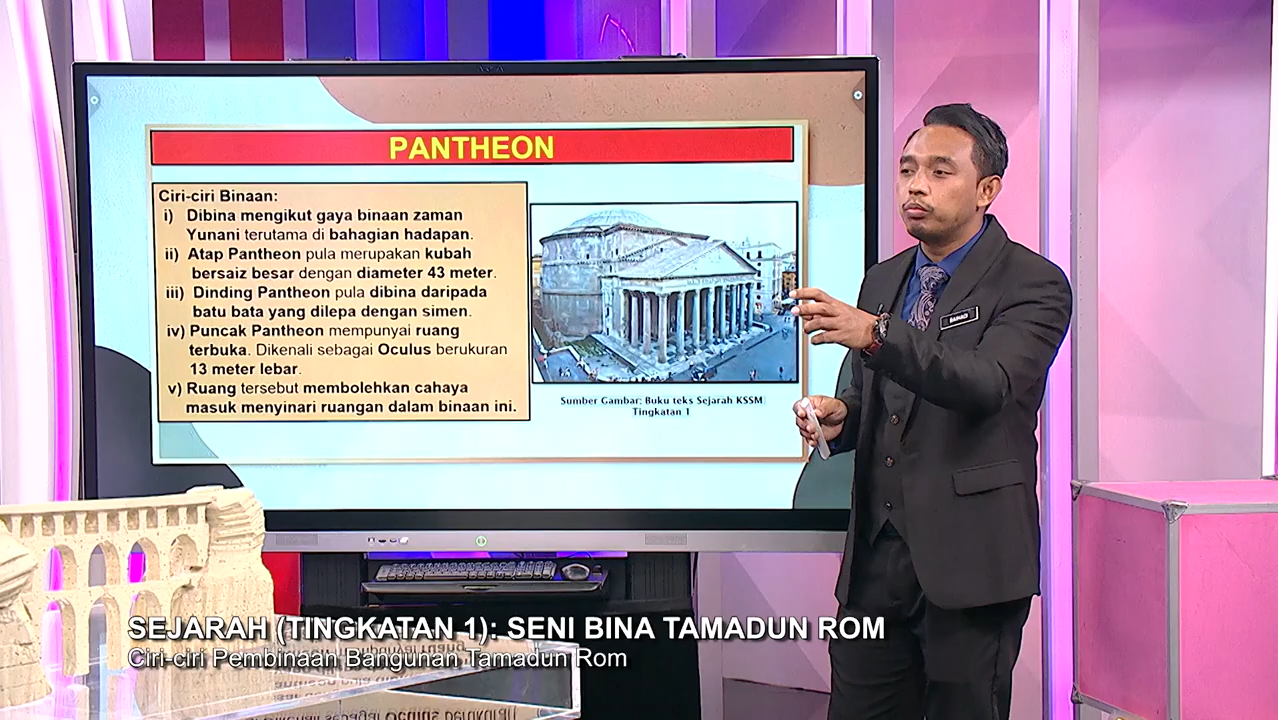 PANTHEON
Ciri-ciri Binaan:
i) Dibina mengikut gaya binaan zaman
Yunani terutama di bahagian hadapan.
ii) Atap Pantheon pula merupakan kubah
bersaiz besar dengan diameter 43 meter.
iii) Dinding Pantheon pula dibina daripada
batu bata yang dilepa dengan simen.
iv) Puncak Pantheon mempunyai ruang
terbuka. Dikenali sebagai Oculus berukuran
13 meter lebar.
v) Ruang tersebut membolehkan cahaya
masuk menyinari ruangan dalam binaan ini.
Sumber Gambar: Buku teks Sejarah KSSM
Tingkatan 1
SEJARAH (TINGKATAN 1): SENI BINA TAMADUN ROM
Ciri-ciri Pembinaan Bangunan Tamadun Rom